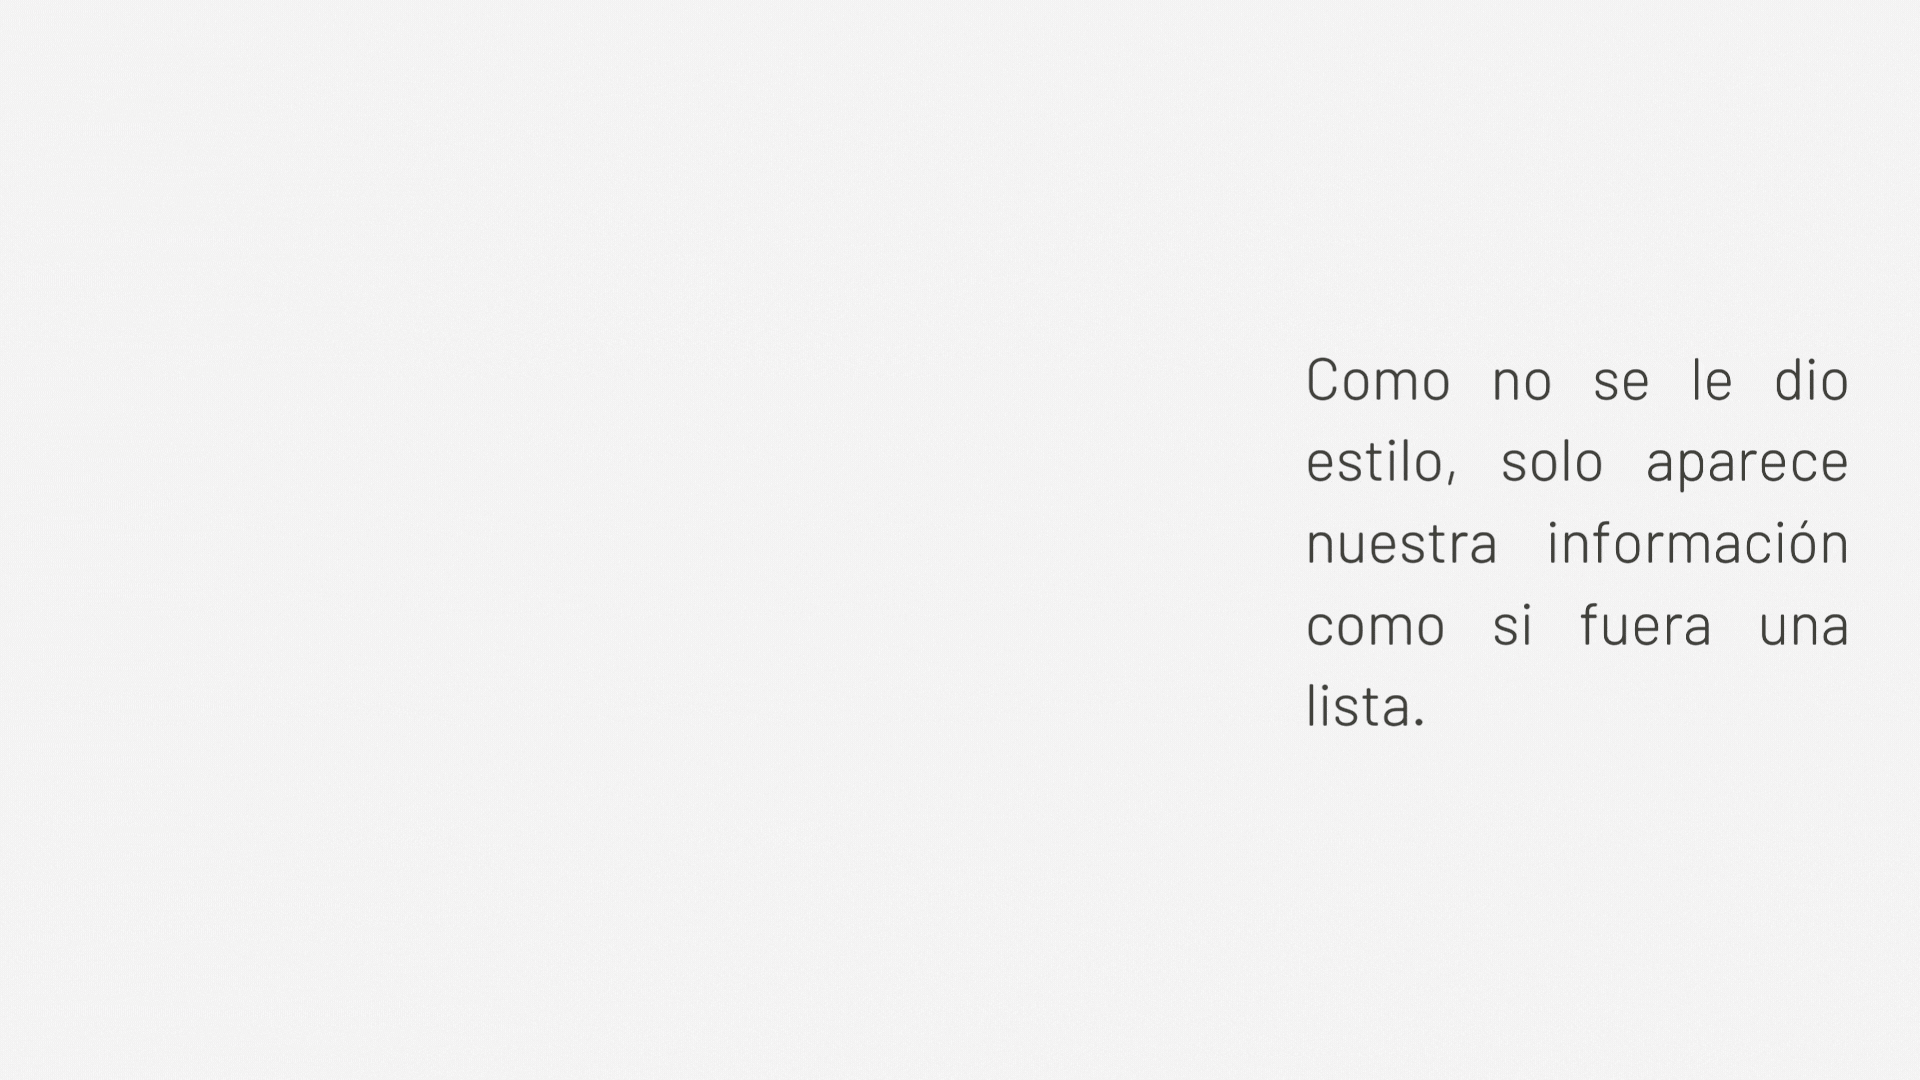 Como no se le dio
estilo, solo aparece
nuestra información
como si fuera una
lista.